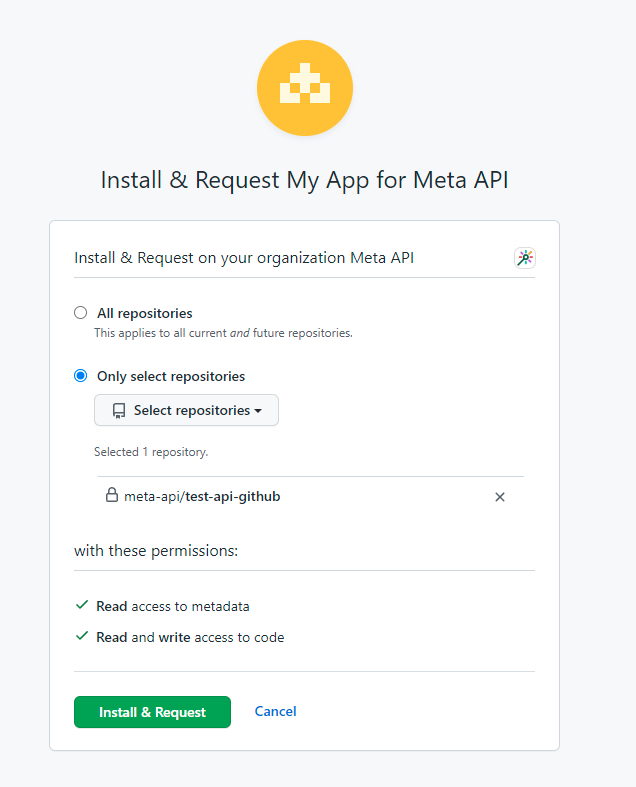 Install & Request My App for Meta API
Install & Request on your organization Meta API
All repositories
This applies to all current and future repositories.
Only select repositories
Select repositories
Selected 1 repository.
meta-api/test-api-github
with these permissions:
Read access to metadata
Read and write access to code
Install & Request
Cancel